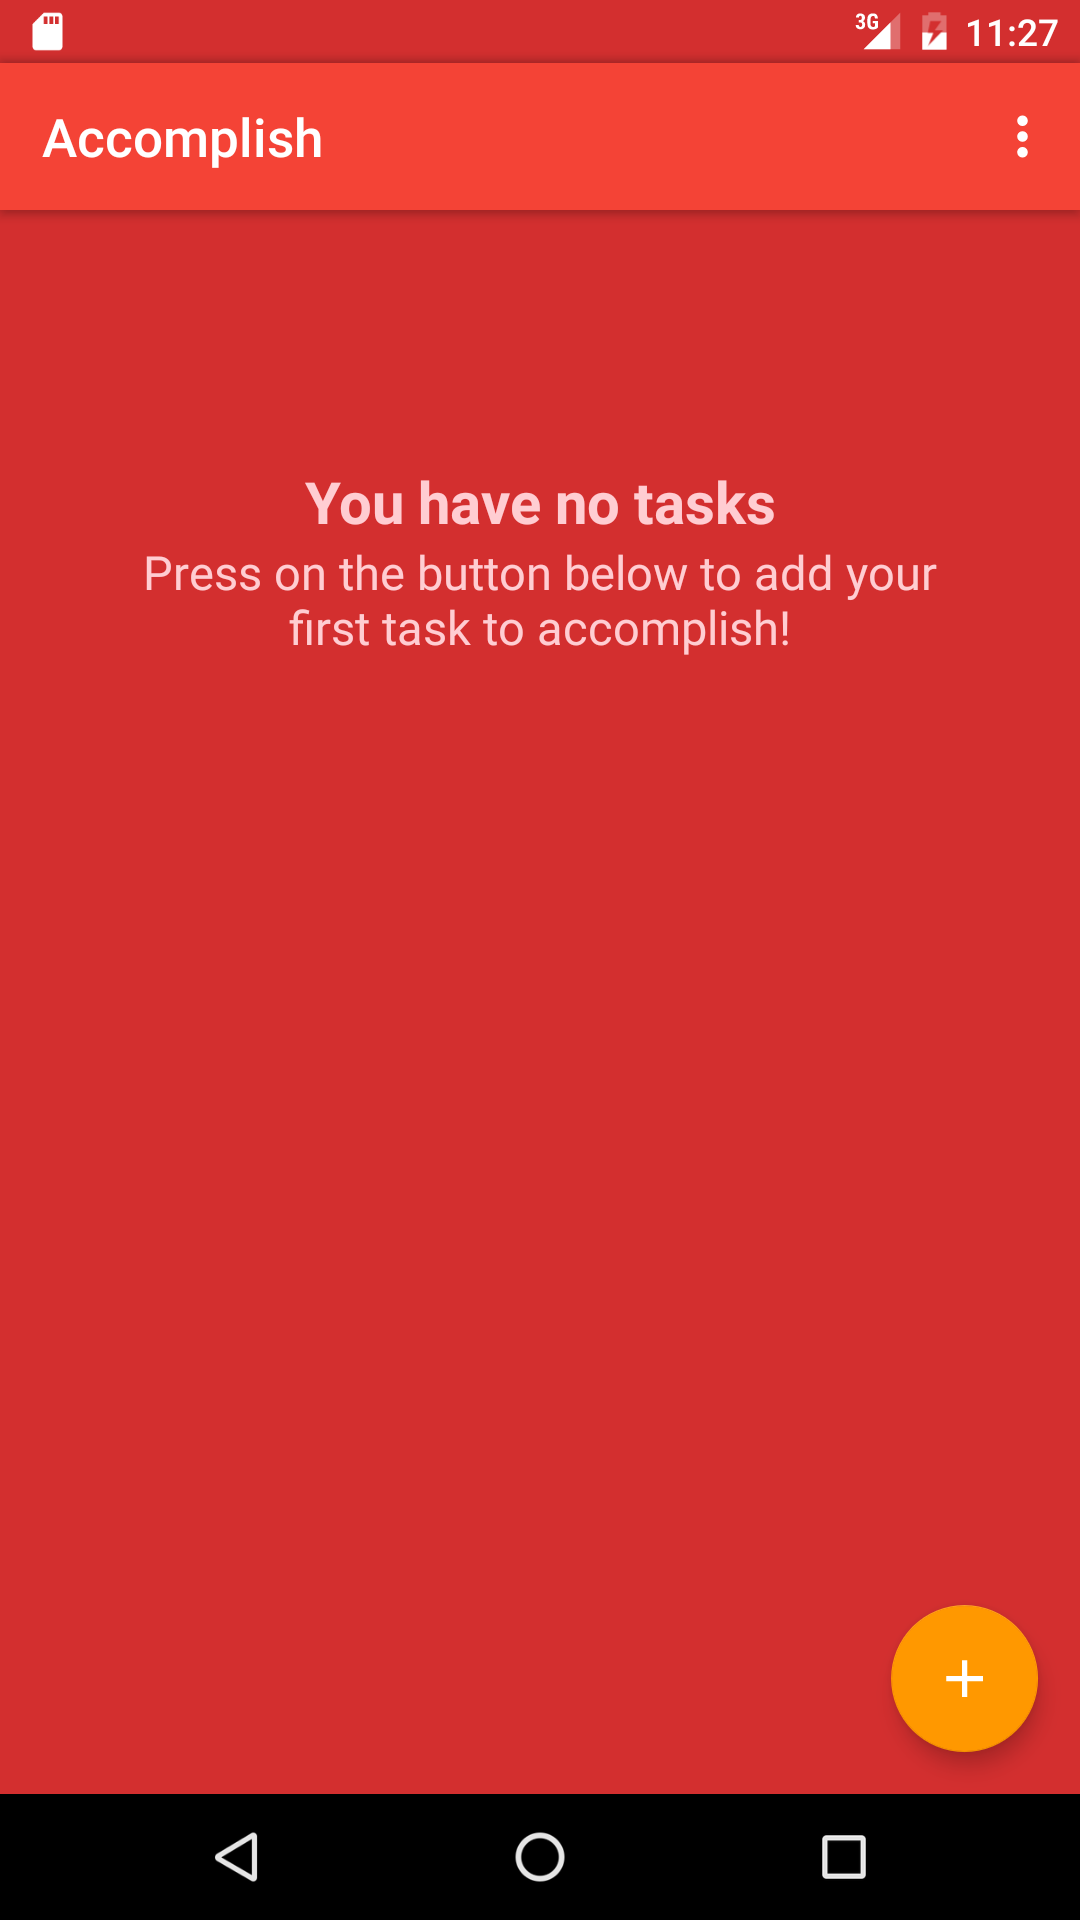 3G 11:27
Accomplish
You have no tasks
Press on the button below to add your
first task to accomplish!